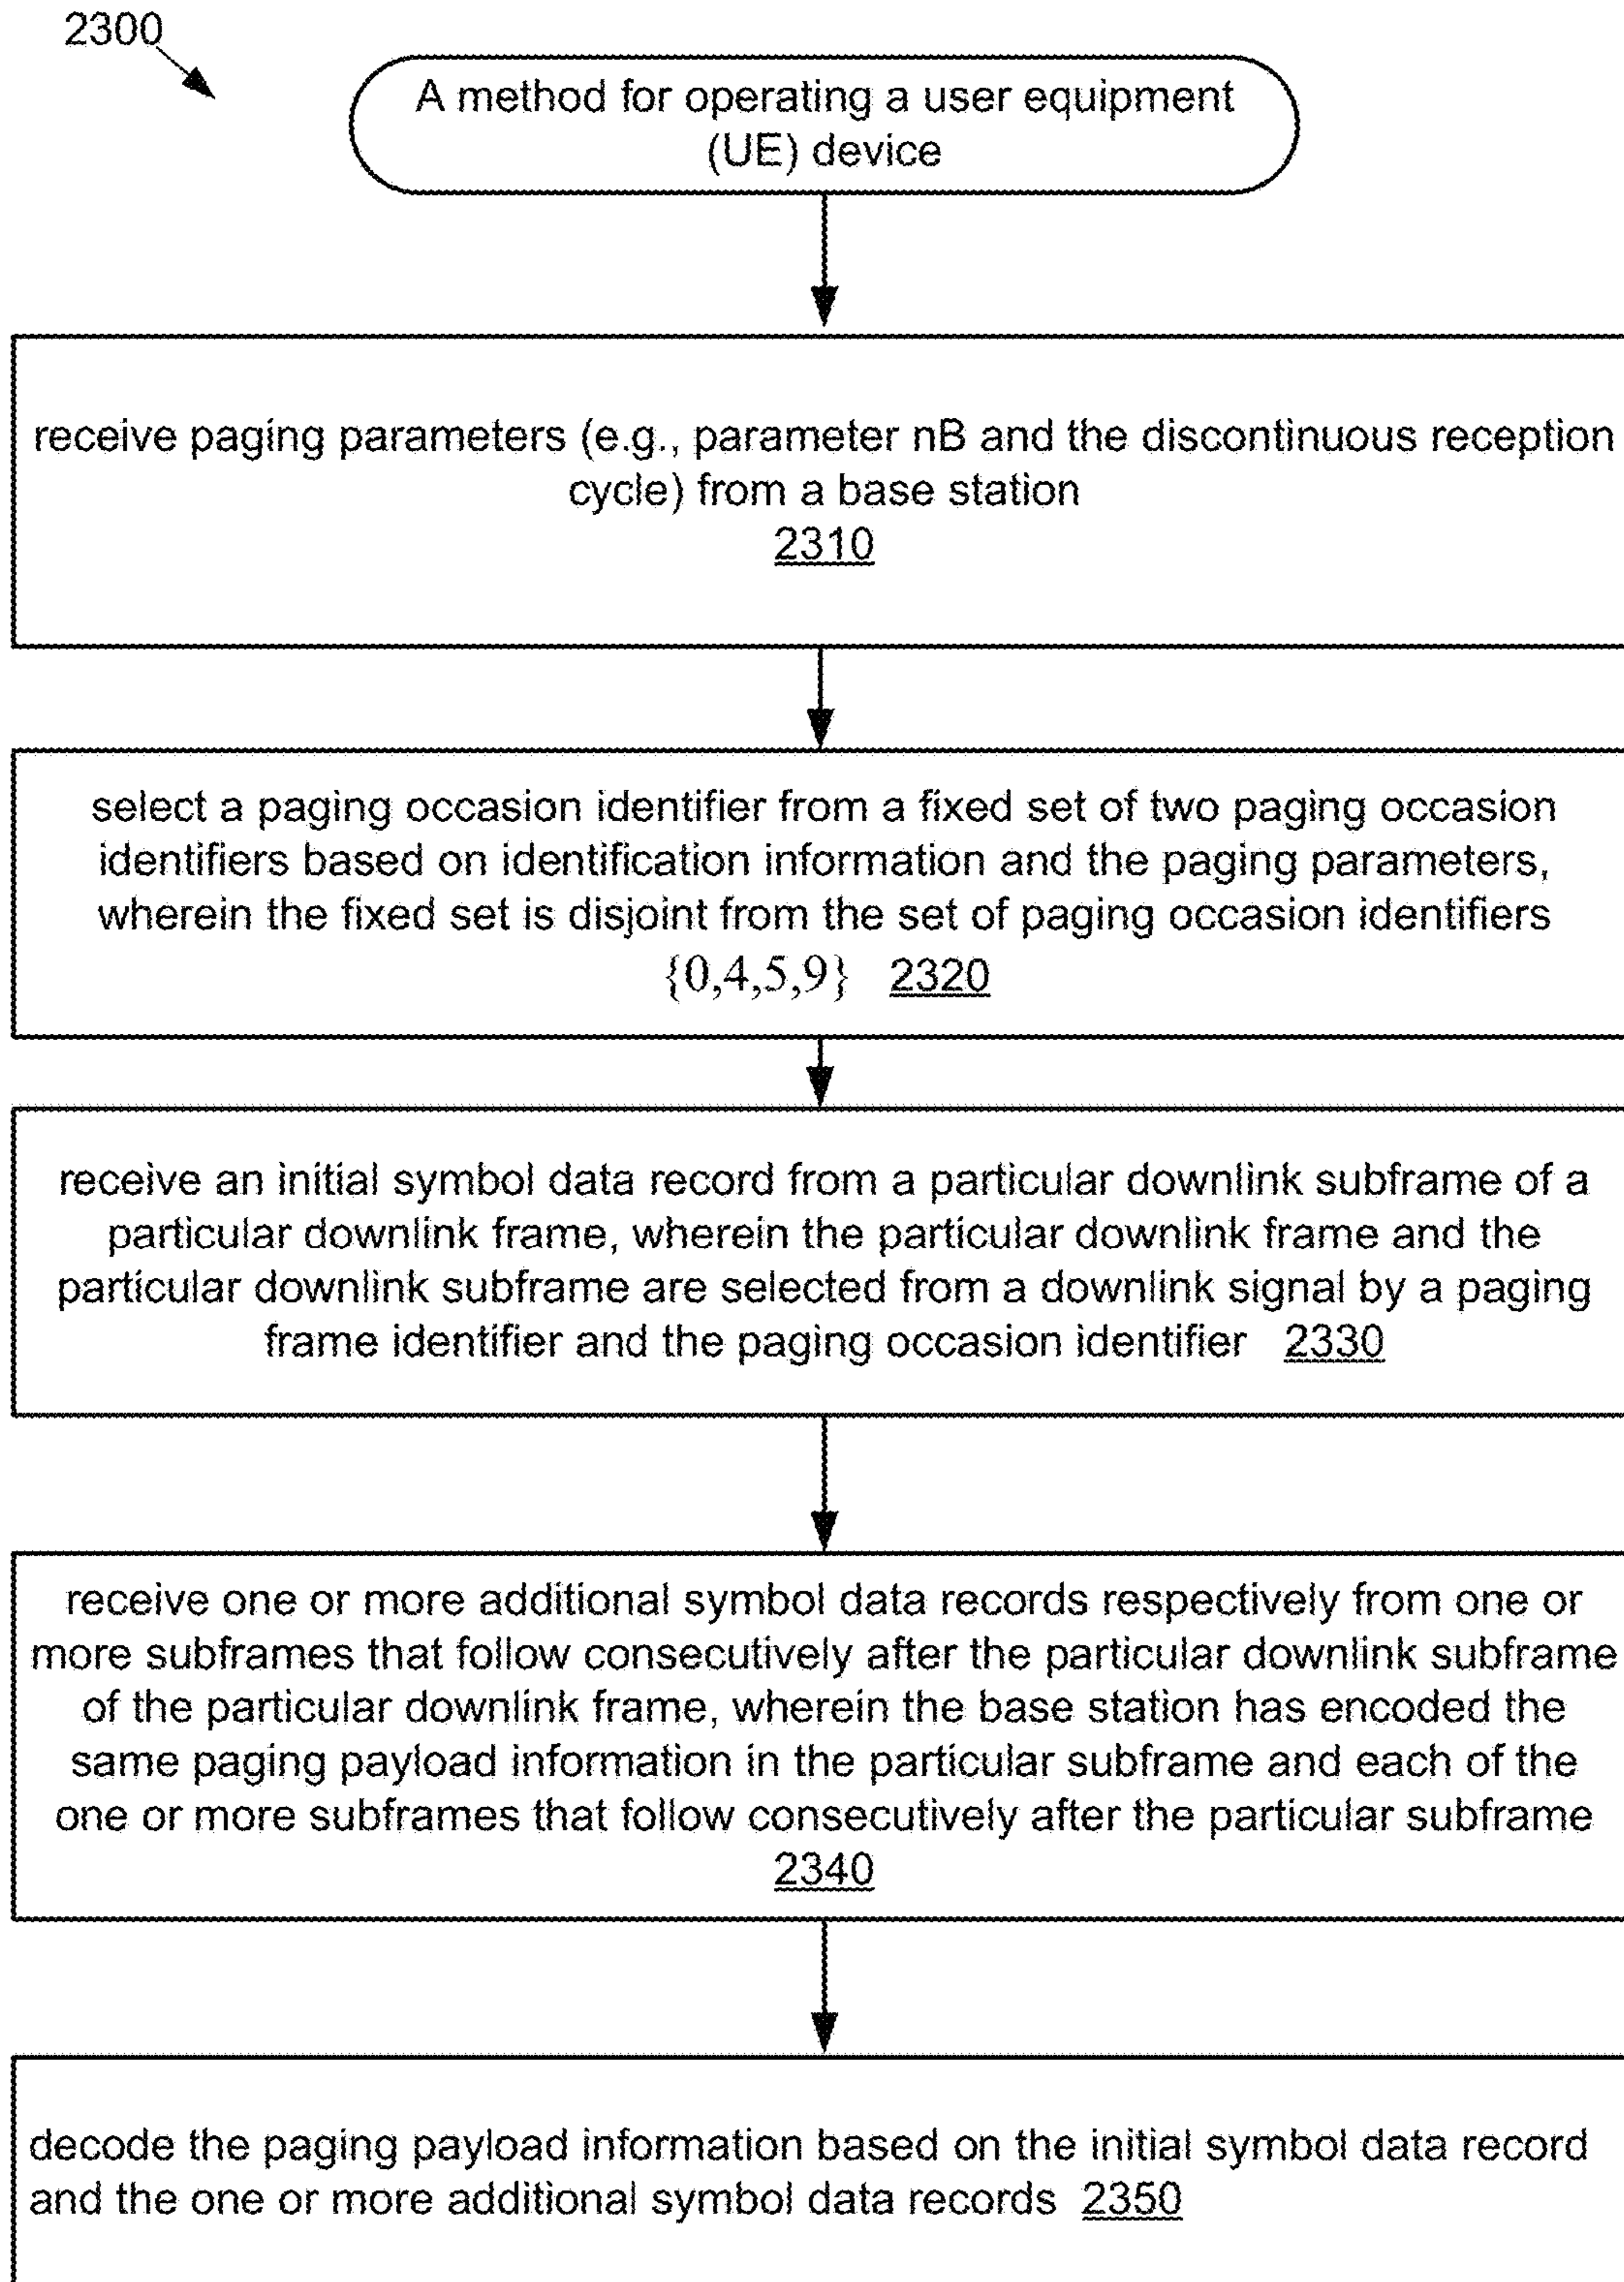 2300
A method for operating a user equipment
(UE) device
receive paging parameters (e.g., parameter nB and the discontinuous reception
cycle) from a base station
2310
select a paging occasion identifier from a fixed set of two paging occasion
identifiers based on identification information and the paging parameters,
wherein the fixed set is disjoint from the set of paging occasion identifiers
{0,4,5,9} 2320
receive an initial symbol data record from a particular downlink subframe of a
particular downlink frame, wherein the particular downlink frame and the
particular downlink subframe are selected from a downlink signal by a paging
frame identifier and the paging occasion identifier 2330
receive one or more additional symbol data records respectively from one or
more subframes that follow consecutively after the particular downlink subframe
of the particular downlink frame, wherein the base station has encoded the
same paging payload information in the particular subframe and each of the
one or more subframes that follow consecutively after the particular subframe
2340
decode the paging payload information based on the initial symbol data record
and the one or more additional symbol data records 2350